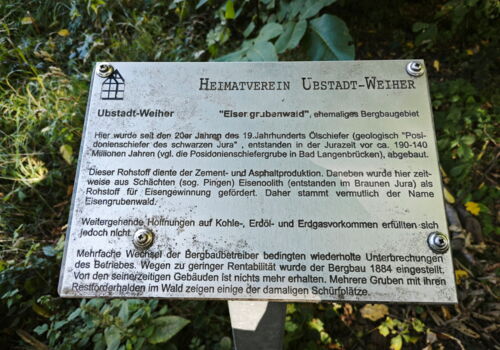 HEIMATVEREIN UBSTADT-WEIHER
Ubstadt-Weiher "Eisergrubenwald", ehemaliges Bergbaugebiet
Hier wurde seit den 20er Jahren des 19.Jahrhunderts Ölschiefer (geologisch "Posi-
donienschiefer des schwarzen Jura" , entstanden in der Jurazeit vor ca. 190-140
Millionen Jahren (vgl. die Posidonienschiefergrube in Bad Langenbrücken), abgebaut.
Dieser Rohstoff diente der Zement- und Asphaltproduktion. Daneben wurde hier zeit-
weise aus Schächten (sog. Pingen) Eisenoolith (entstanden im Braunen Jura) als
Rohstoff für Eisengewinnung gefördert. Daher stammt vermutlich der Name
Eisengrubenwald.
Weitergehende Hoffnungen auf Kohle-, Erdöl- und Erdgasvorkommen erfüllten sich
jedoch nicht.
Mehrfache Wechsel der Bergbaubetreiber bedingten wiederholte Unterbrechungen
des Betriebes. Wegen zu geringer Rentabilität wurde der Bergbau 1884 eingestellt.
Von den seinerzeitigen Gebäuden ist nichts mehr erhalten. Mehrere Gruben mit ihren
Restförderhalden im Wald zeigen einige der damaligen Schürfplätze.